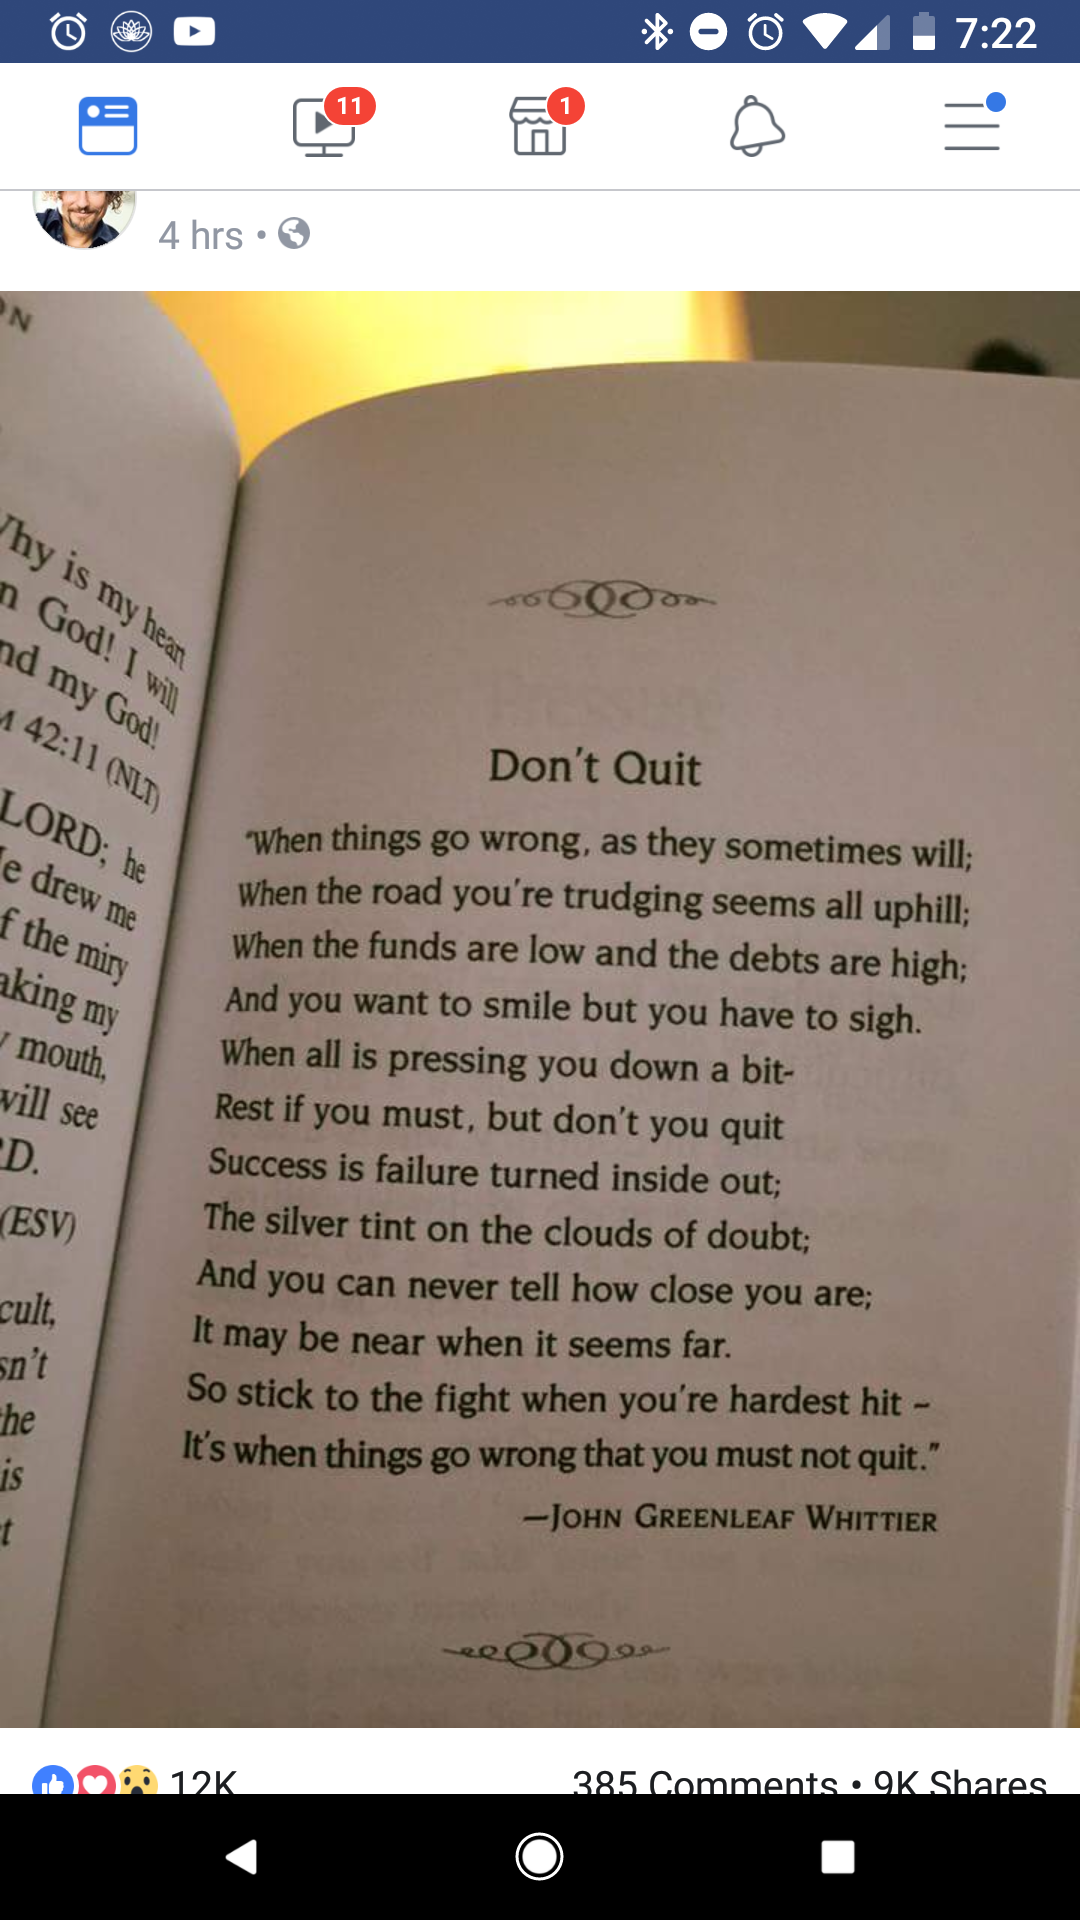 7:22
11
1
4 hrs •
ON
Why is my heart
n God! I will
nd my God!
M 42:11 (NLT)
LORD; he
He drew me
f the miry
aking my
y mouth,
will see
RD.
(ESV)
cult,
sn't
the
is
t
Don't Quit
"When things go wrong, as they sometimes will;
When the road you're trudging seems all uphill;
When the funds are low and the debts are high;
And you want to smile but you have to sigh.
When all is pressing you down a bit-
Rest if you must, but don't you quit
Success is failure turned inside out;
The silver tint on the clouds of doubt;
And you can never tell how close you are;
It may be near when it seems far.
So stick to the fight when you're hardest hit ~
It's when things go wrong that you must not quit."
—JOHN GREENLEAF WHITTIER
12K
385 Comments • 9K Shares